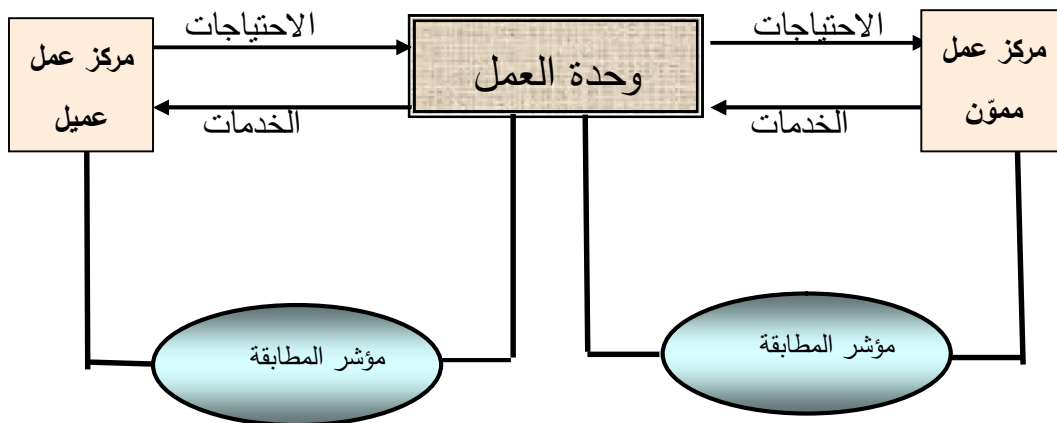 الاحتياجات
الاحتياجات
مركز عمل
مموّن
وحدة العمل
مركز عمل
عميل
الخدمات
الخدمات
مؤشر المطابقة
مؤشر المطابقة